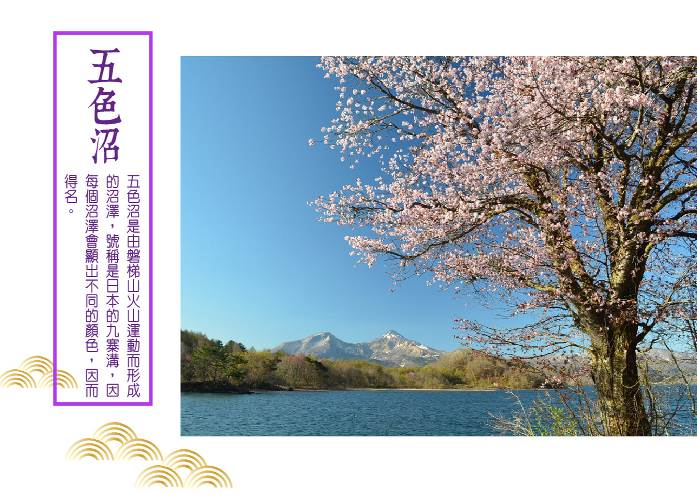 五色沼
五色沼是由磐梯山火山運動而形成
的沼澤，號稱是日本的九寨溝，因
每個沼澤會顯出不同的顏色，因而
得名。